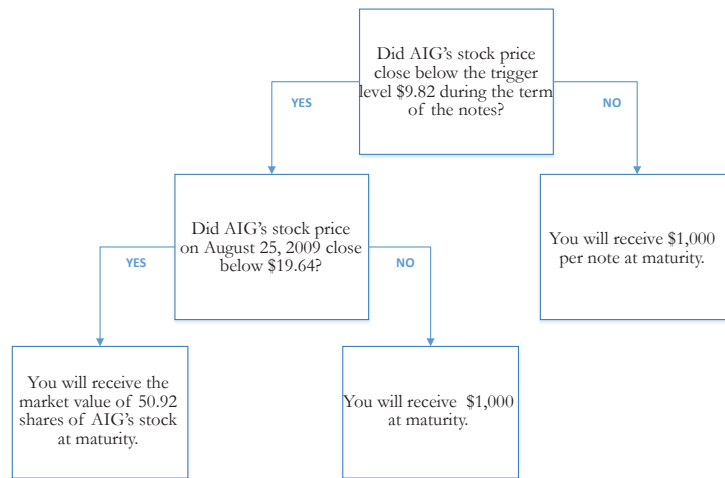 Did AIG's stock price
close below the trigger
level $9.82 during the term
of the notes?
YES
NO
Did AIG's stock price
on August 25, 2009 close
below $19.64?
You will receive $1,000
per note at maturity.
YES
NO
You will receive the
market value of 50.92
shares of AIG's stock
at maturity.
You will receive $1,000
at maturity.